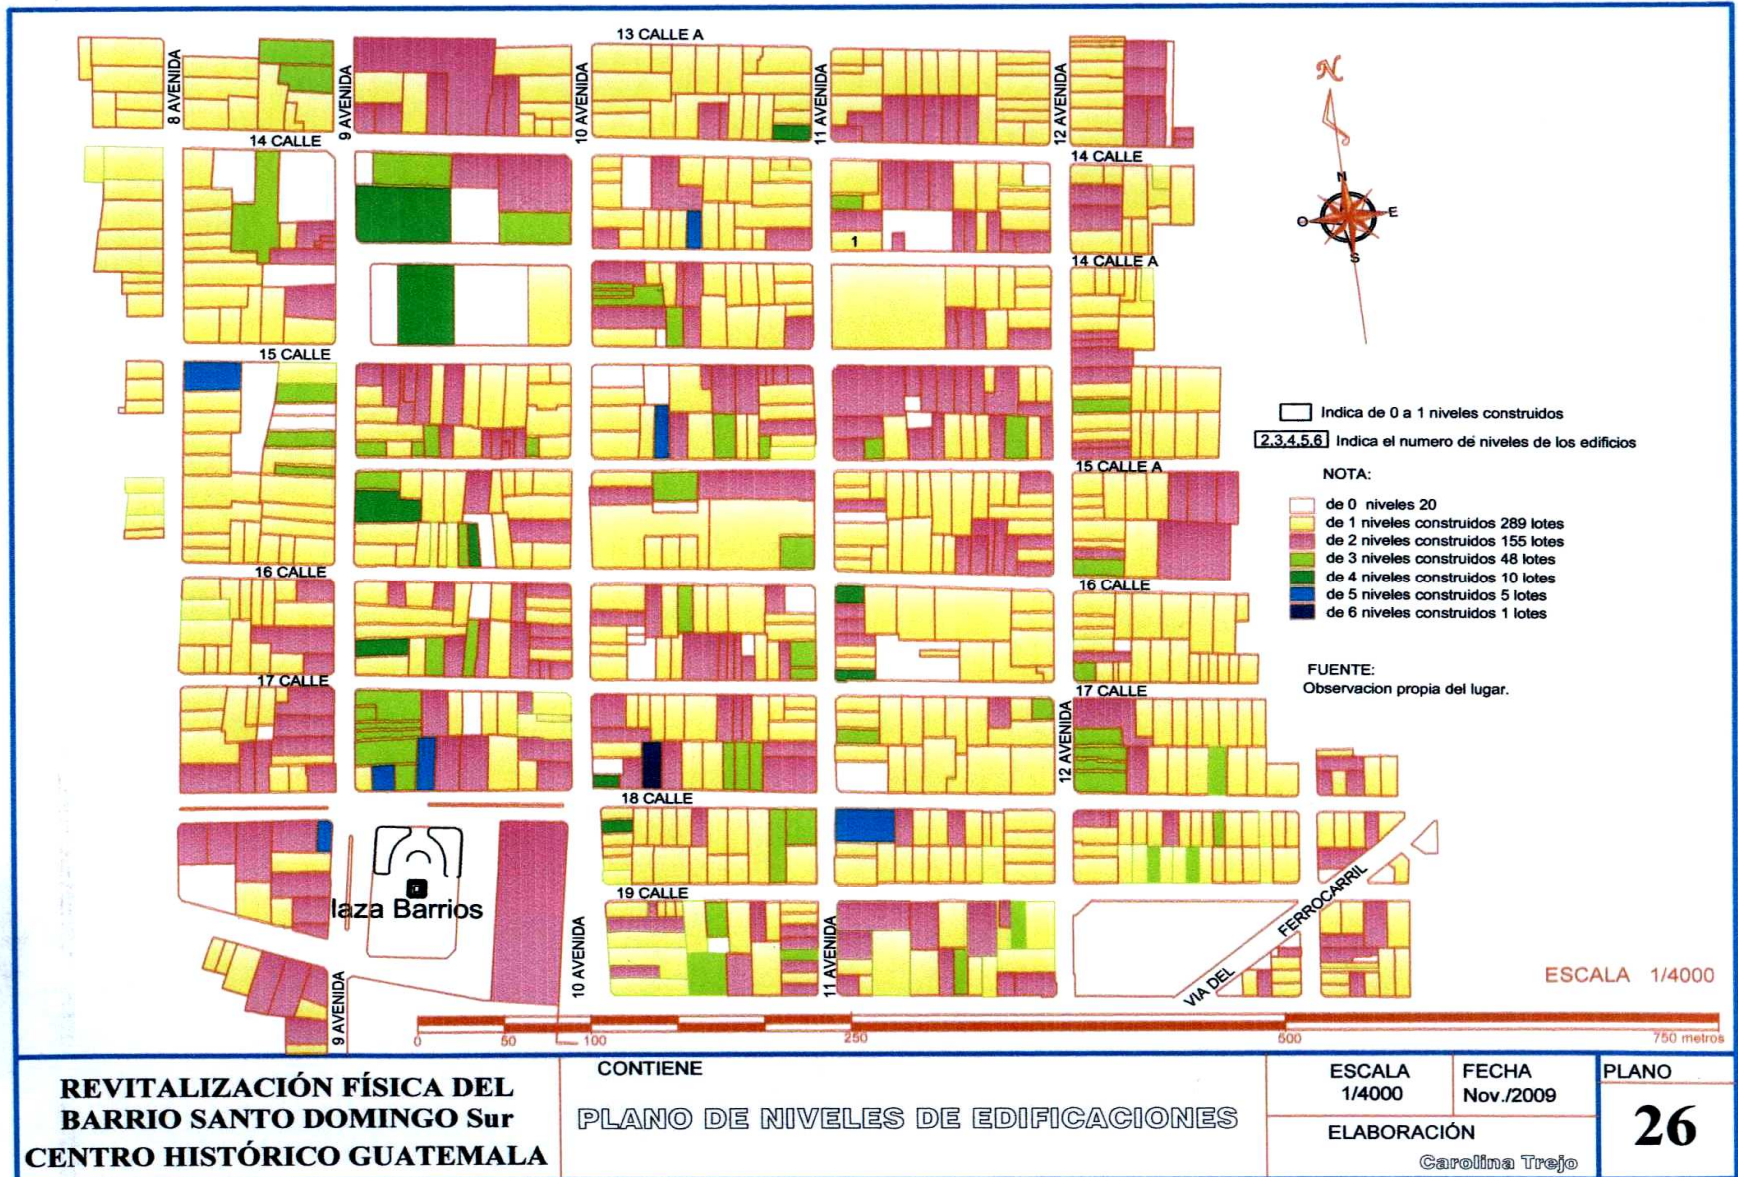 13 CALLE A
8 AVENIDA
9 AVENIDA
10 AVENIDA
11 AVENIDA
12 AVENIDA
14 CALLE
14 CALLE
N
N
O
E
S
1
14 CALLE A
15 CALLE
Indica de 0 a 1 niveles construidos
2,3,4,5,6 Indica el numero de niveles de los edificios
15 CALLE A
NOTA:
de 0 niveles 20
de 1 niveles construidos 289 lotes
de 2 niveles construidos 155 lotes
de 3 niveles construidos 48 lotes
de 4 niveles construidos 10 lotes
de 5 niveles construidos 5 lotes
de 6 niveles construidos 1 lotes
16 CALLE
16 CALLE
FUENTE:
Observacion propia del lugar.
17 CALLE
17 CALLE
12 AVENIDA
18 CALLE
laza Barrios
19 CALLE
VIA DEL FERROCARRIL
9 AVENIDA
10 AVENIDA
11 AVENIDA
ESCALA 1/4000
0 50 100 250 500 750 metros
REVITALIZACIÓN FÍSICA DEL
BARRIO SANTO DOMINGO Sur
CENTRO HISTÓRICO GUATEMALA
CONTIENE
PLANO DE NIVELES DE EDIFICACIONES
ESCALA
1/4000
FECHA
Nov./2009
ELABORACIÓN
Carolina Trejo
PLANO
26